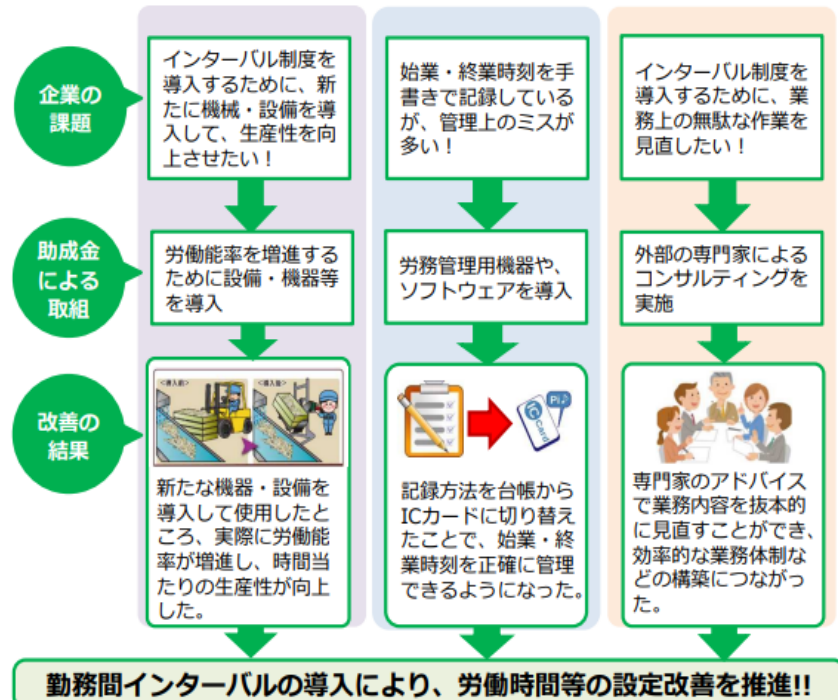 企業の
課題
インターバル制度を
導入するために、新
たに機械・設備を導
入して、生産性を向
上させたい！
始業・終業時刻を手
書きで記録している
が、管理上のミスが
多い！
インターバル制度を
導入するために、業
務上の無駄な作業を
見直したい！
助成金
による
取組
労働能率を増進する
ために設備・機器等
を導入
労務管理用機器や、
ソフトウェアを導入
外部の専門家による
コンサルティングを
実施
改善の
結果
<導入前>
<導入後>
新たな機器・設備を
導入して使用したと
ころ、実際に労働能
率が増進し、時間当
たりの生産性が向上
した。
Pi♪
IC
Card
記録方法を台帳から
ICカードに切り替え
たことで、始業・終
業時刻を正確に管理
できるようになった。
専門家のアドバイス
で業務内容を抜本的
に見直すことができ、
効率的な業務体制な
どの構築につながっ
た。
勤務間インターバルの導入により、労働時間等の設定改善を推進!!